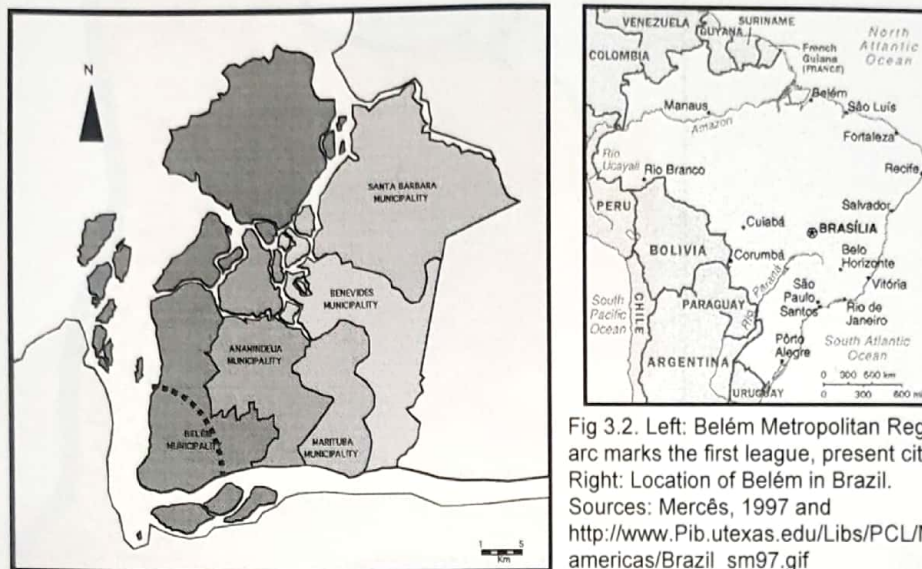 N
SANTA BARBARA
MUNICIPALITY
BENEVIDES
MUNICIPALITY
ANANINDEUA
MUNICIPALITY
BELÉM
MUNICIPALITY
MARITUBA
MUNICIPALITY
1 5
Km
VENEZUELA
SURINAME
GUYANA
COLOMBIA
French
Guiana
(FRANCE)
North
Atlantic
Ocean
Belém
Manaus
São Luís
Amazon
Fortaleza
Rio
Ucayali
Rio Branco
Recife
PERU
Salvador
Cuiabá
BRASÍLIA
BOLIVIA
Corumbá
Belo
Horizonte
Vitória
South
Pacific
Ocean
CHILE
PARAGUAY
Rio Paraná
São
Paulo
Santos
Rio de
Janeiro
ARGENTINA
Pôrto
Alegre
South Atlantic
Ocean
URUGUAY
0 300 600 km
0 300 600 mi
Fig 3.2. Left: Belém Metropolitan Reg
arc marks the first league, present cit
Right: Location of Belém in Brazil.
Sources: Mercês, 1997 and
http://www.Pib.utexas.edu/Libs/PCL/M
americas/Brazil_sm97.gif